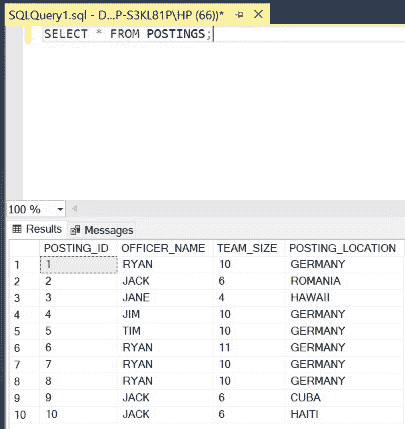 SQLQuery1.sql - D...P-S3KL81P\HP (66))*
SELECT * FROM POSTINGS;
100 %
Results Messages
POSTING_ID OFFICER_NAME TEAM_SIZE POSTING_LOCATION
1 1 RYAN 10 GERMANY
2 2 JACK 6 ROMANIA
3 3 JANE 4 HAWAII
4 4 JIM 10 GERMANY
5 5 TIM 10 GERMANY
6 6 RYAN 11 GERMANY
7 7 RYAN 10 GERMANY
8 8 RYAN 10 GERMANY
9 9 JACK 6 CUBA
10 10 JACK 6 HAITI